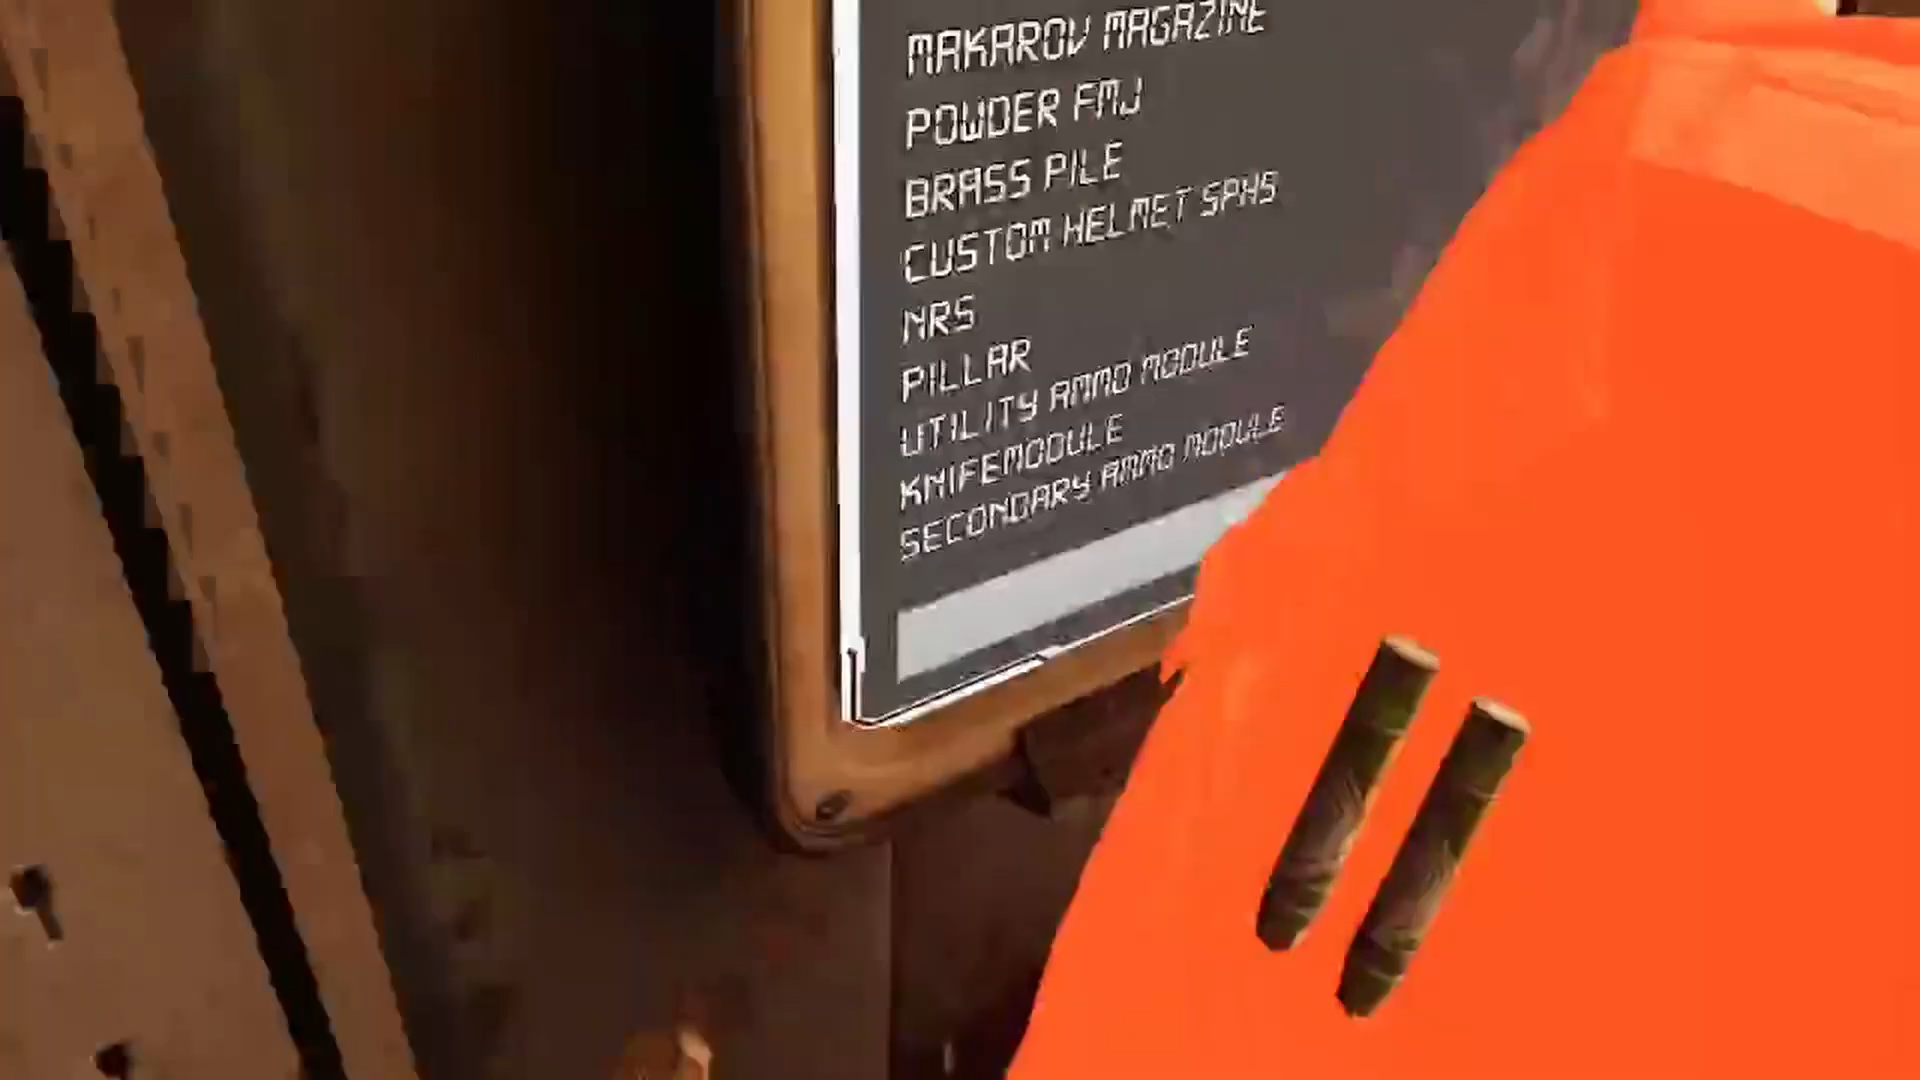 MAKAROV MAGAZINE
POWDER FMJ
BRASS PILE
CUSTOM HELMET SPHS
NRS
PILLAR
UTILITY AMMO MODULE
KNIFEMODULE
SECONDARY AMMO MODULE